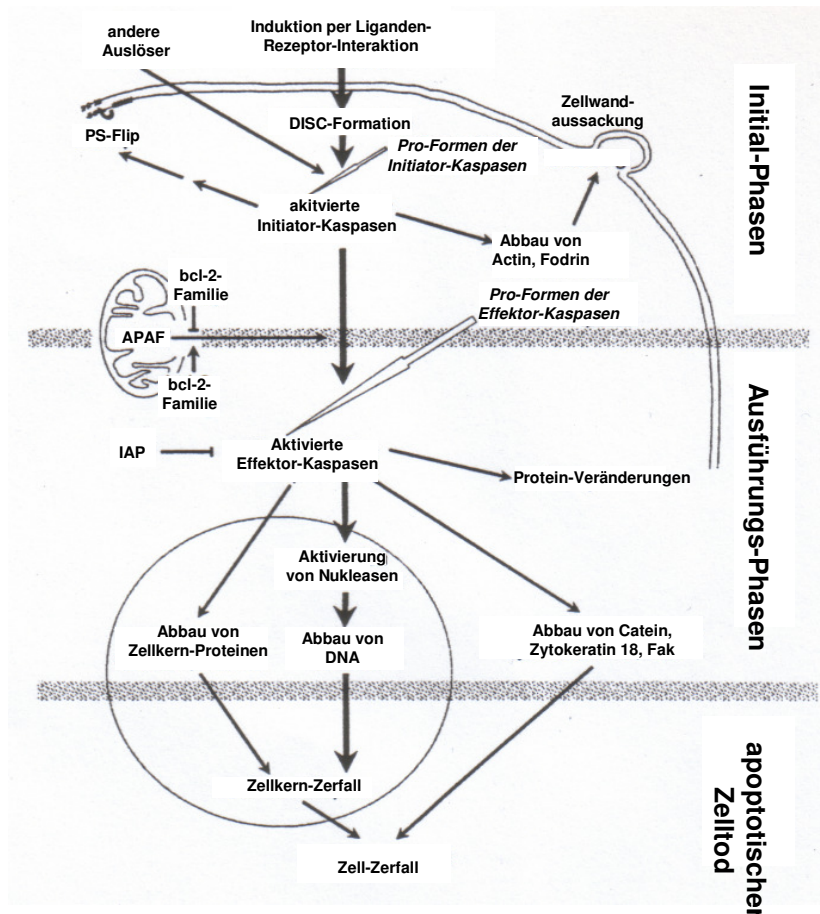 andere
Auslöser
Induktion per Liganden-
Rezeptor-Interaktion
Zellwand-
aussackung
DISC-Formation
PS-Flip
Pro-Formen der
Initiator-Kaspasen
akitvierte
Initiator-Kaspasen
Abbau von
Actin, Fodrin
Initial-Phasen
bcl-2-
Familie
Pro-Formen der
Effektor-Kaspasen
APAF
bcl-2-
Familie
IAP
Aktivierte
Effektor-Kaspasen
Protein-Veränderungen
Ausführungs-Phasen
Aktivierung
von Nukleasen
Abbau von
Zellkern-Proteinen
Abbau von
DNA
Abbau von Catein,
Zytokeratin 18, Fak
Zellkern-Zerfall
Zell-Zerfall
apoptotischer
Zelltod